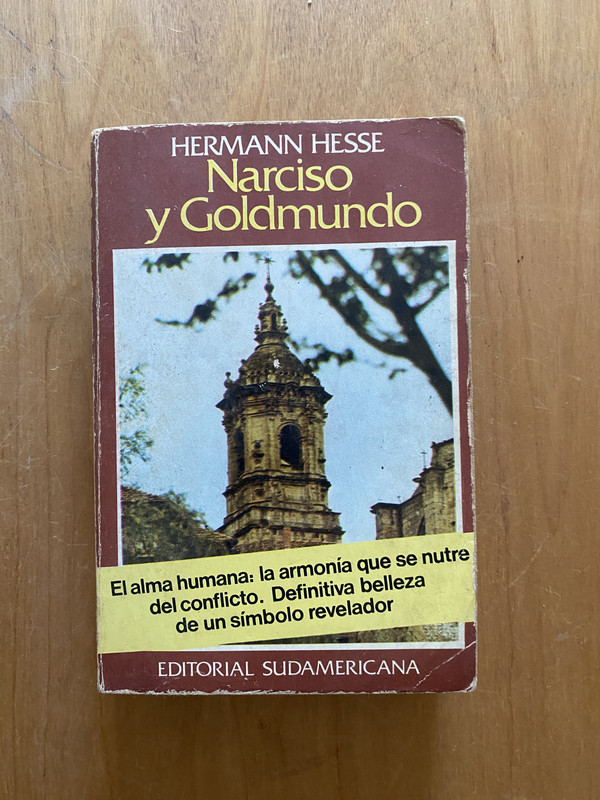 HERMANN HESSE
Narciso
y Goldmundo
El alma humana: la armonía que se nutre
del conflicto. Definitiva belleza
de un símbolo revelador
EDITORIAL SUDAMERICANA